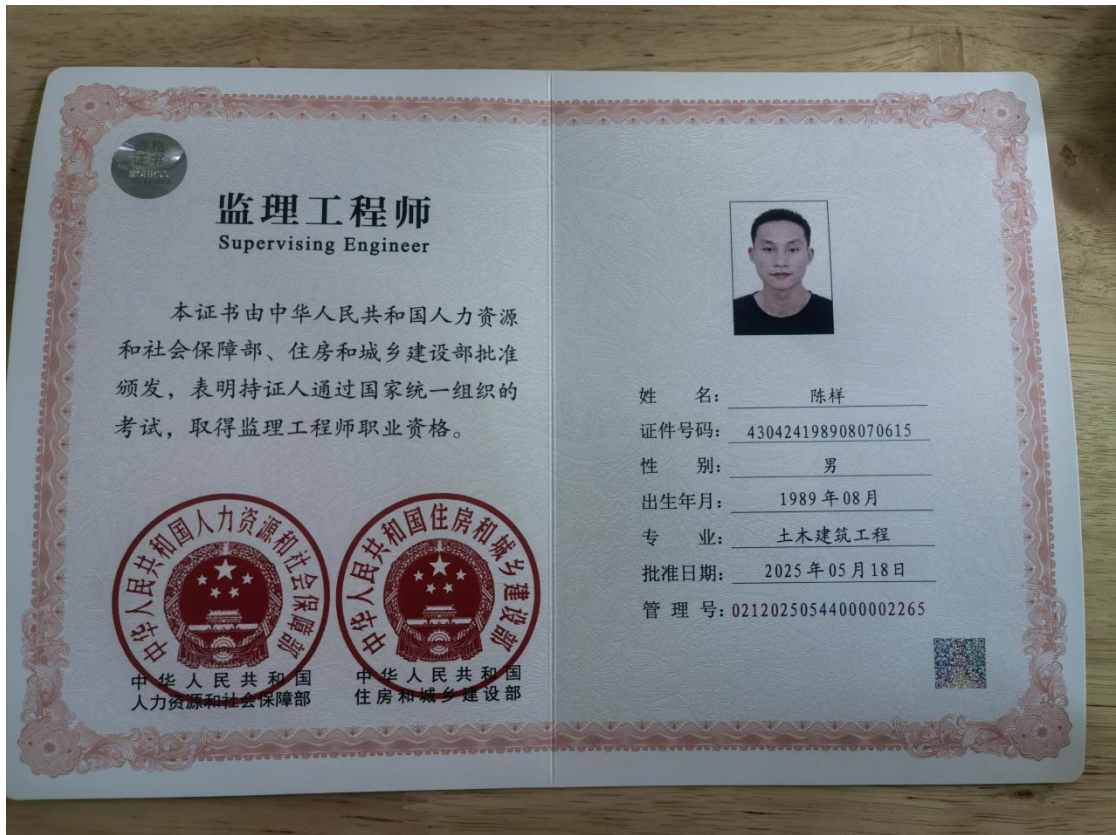 证书
监理工程师
Supervising Engineer
本证书由中华人民共和国人力资源
和社会保障部、住房和城乡建设部批准
颁发，表明持证人通过国家统一组织的
考试，取得监理工程师职业资格。
中华人民共和国人力资源和社会保障部
中华人民共和国住房和城乡建设部
中华人民共和国
人力资源和社会保障部
中华人民共和国
住房和城乡建设部
姓 名： 陈样
证件号码： 430424198908070615
性 别： 男
出生年月： 1989年08月
专 业： 土木建筑工程
批准日期： 2025年05月18日
管 理 号：02120250544000002265